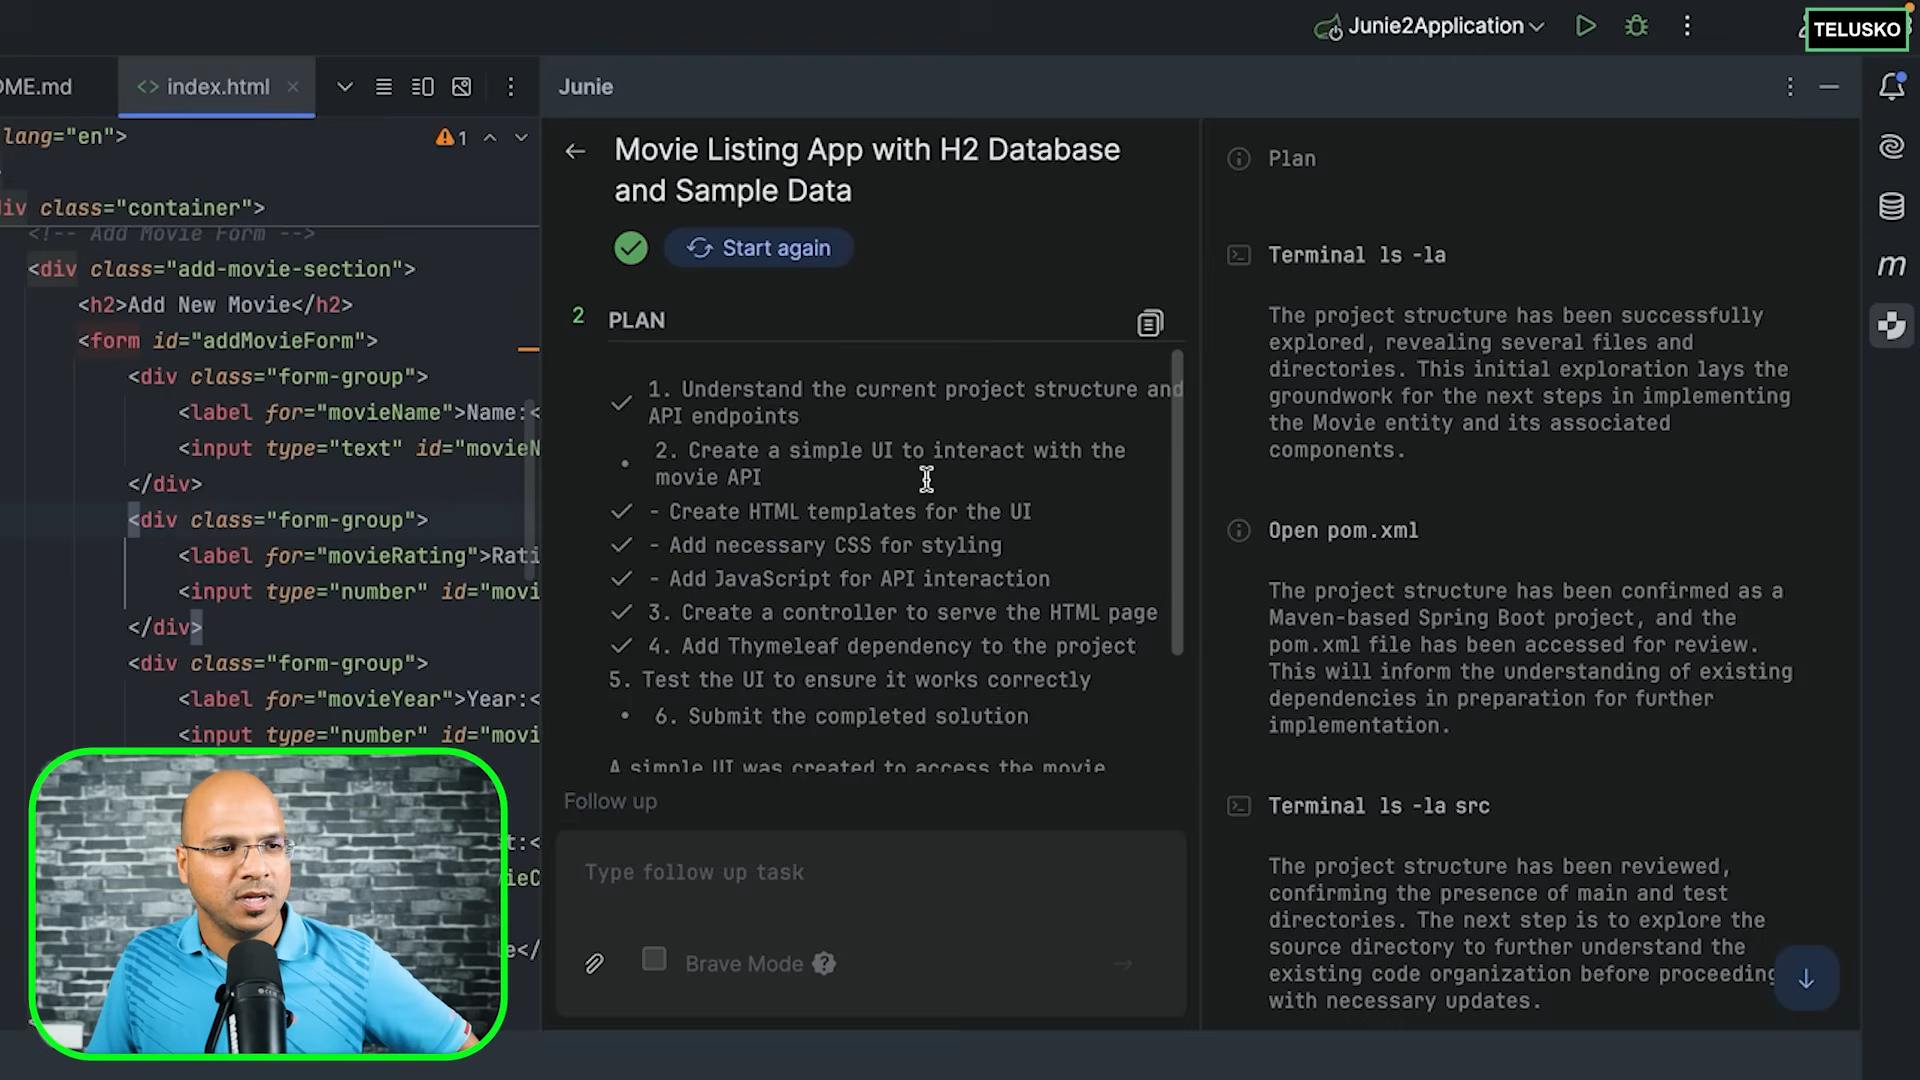 Junie2Application
TELUSKO
index.html
Junie
lang="en">
1
class="container">
<!-- Add Movie Form -->
<div class="add-movie-section">
<h2>Add New Movie</h2>
<form id="addMovieForm">
<div class="form-group">
<label for="movieName">Name:<
<input type="text" id="movieN
</div>
<div class="form-group">
<label for="movieRating">Rati
<input type="number" id="movi
</div>
<div class="form-group">
<label for="movieYear">Year:<
<input type="number" id="movi
Movie Listing App with H2 Database
and Sample Data
Start again
2 PLAN
1. Understand the current project structure and
API endpoints
• 2. Create a simple UI to interact with the
movie API
- Create HTML templates for the UI
- Add necessary CSS for styling
- Add JavaScript for API interaction
3. Create a controller to serve the HTML page
4. Add Thymeleaf dependency to the project
5. Test the UI to ensure it works correctly
• 6. Submit the completed solution
A simple UI was created to access the movie
Follow up
Type follow up task
Brave Mode ?
Plan
Terminal ls -la
The project structure has been successfully
explored, revealing several files and
directories. This initial exploration lays the
groundwork for the next steps in implementing
the Movie entity and its associated
components.
Open pom.xml
The project structure has been confirmed as a
Maven-based Spring Boot project, and the
pom.xml file has been accessed for review.
This will inform the understanding of existing
dependencies in preparation for further
implementation.
Terminal ls -la src
The project structure has been reviewed,
confirming the presence of main and test
directories. The next step is to explore the
source directory to further understand the
existing code organization before proceeding
with necessary updates.
m